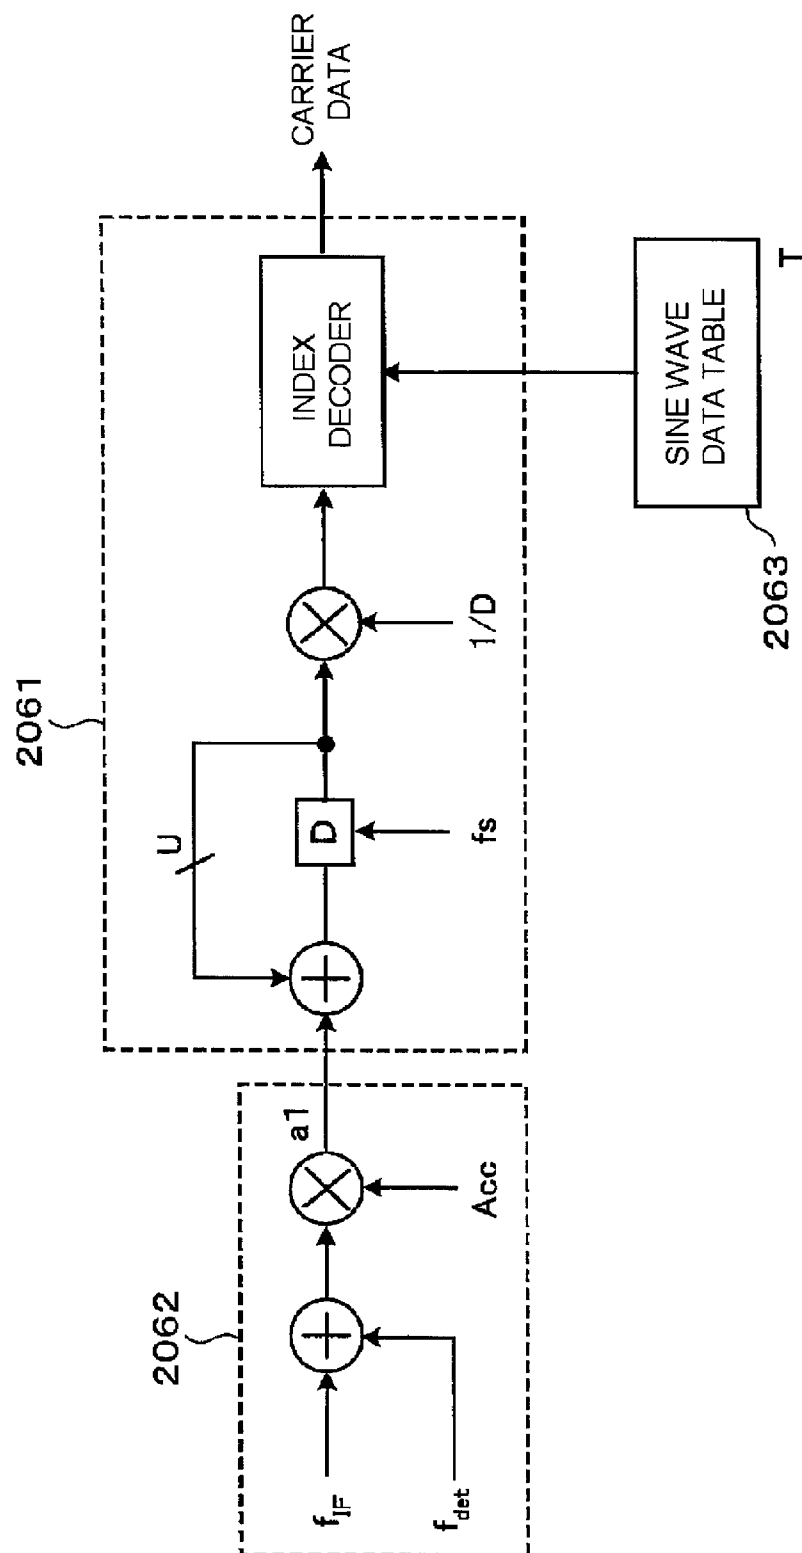 2062
f_IF
f_det
Acc
a1
2061
U
D
fs
1/D
INDEX
DECODER
CARRIER
DATA
SINE WAVE
DATA TABLE
2063
T